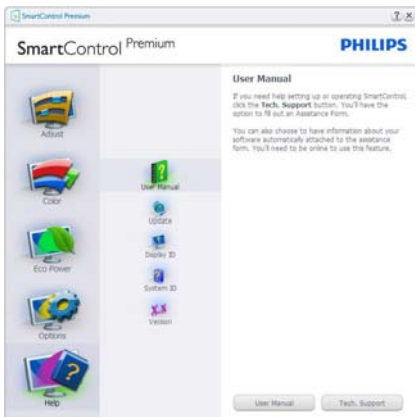 SmartControl Premium
SmartControl Premium
PHILIPS
Adjust
Color
Eco Power
Options
Help
User Manual
Update
Display ID
System ID
Version
User Manual
If you need help setting up or operating SmartControl,
click the Tech. Support button. You'll have the
option to fill out an Assistance Form.
You can also choose to have information about your
software automatically attached to the assistance
form. You'll need to be online to use this feature.
User Manual
Tech. Support